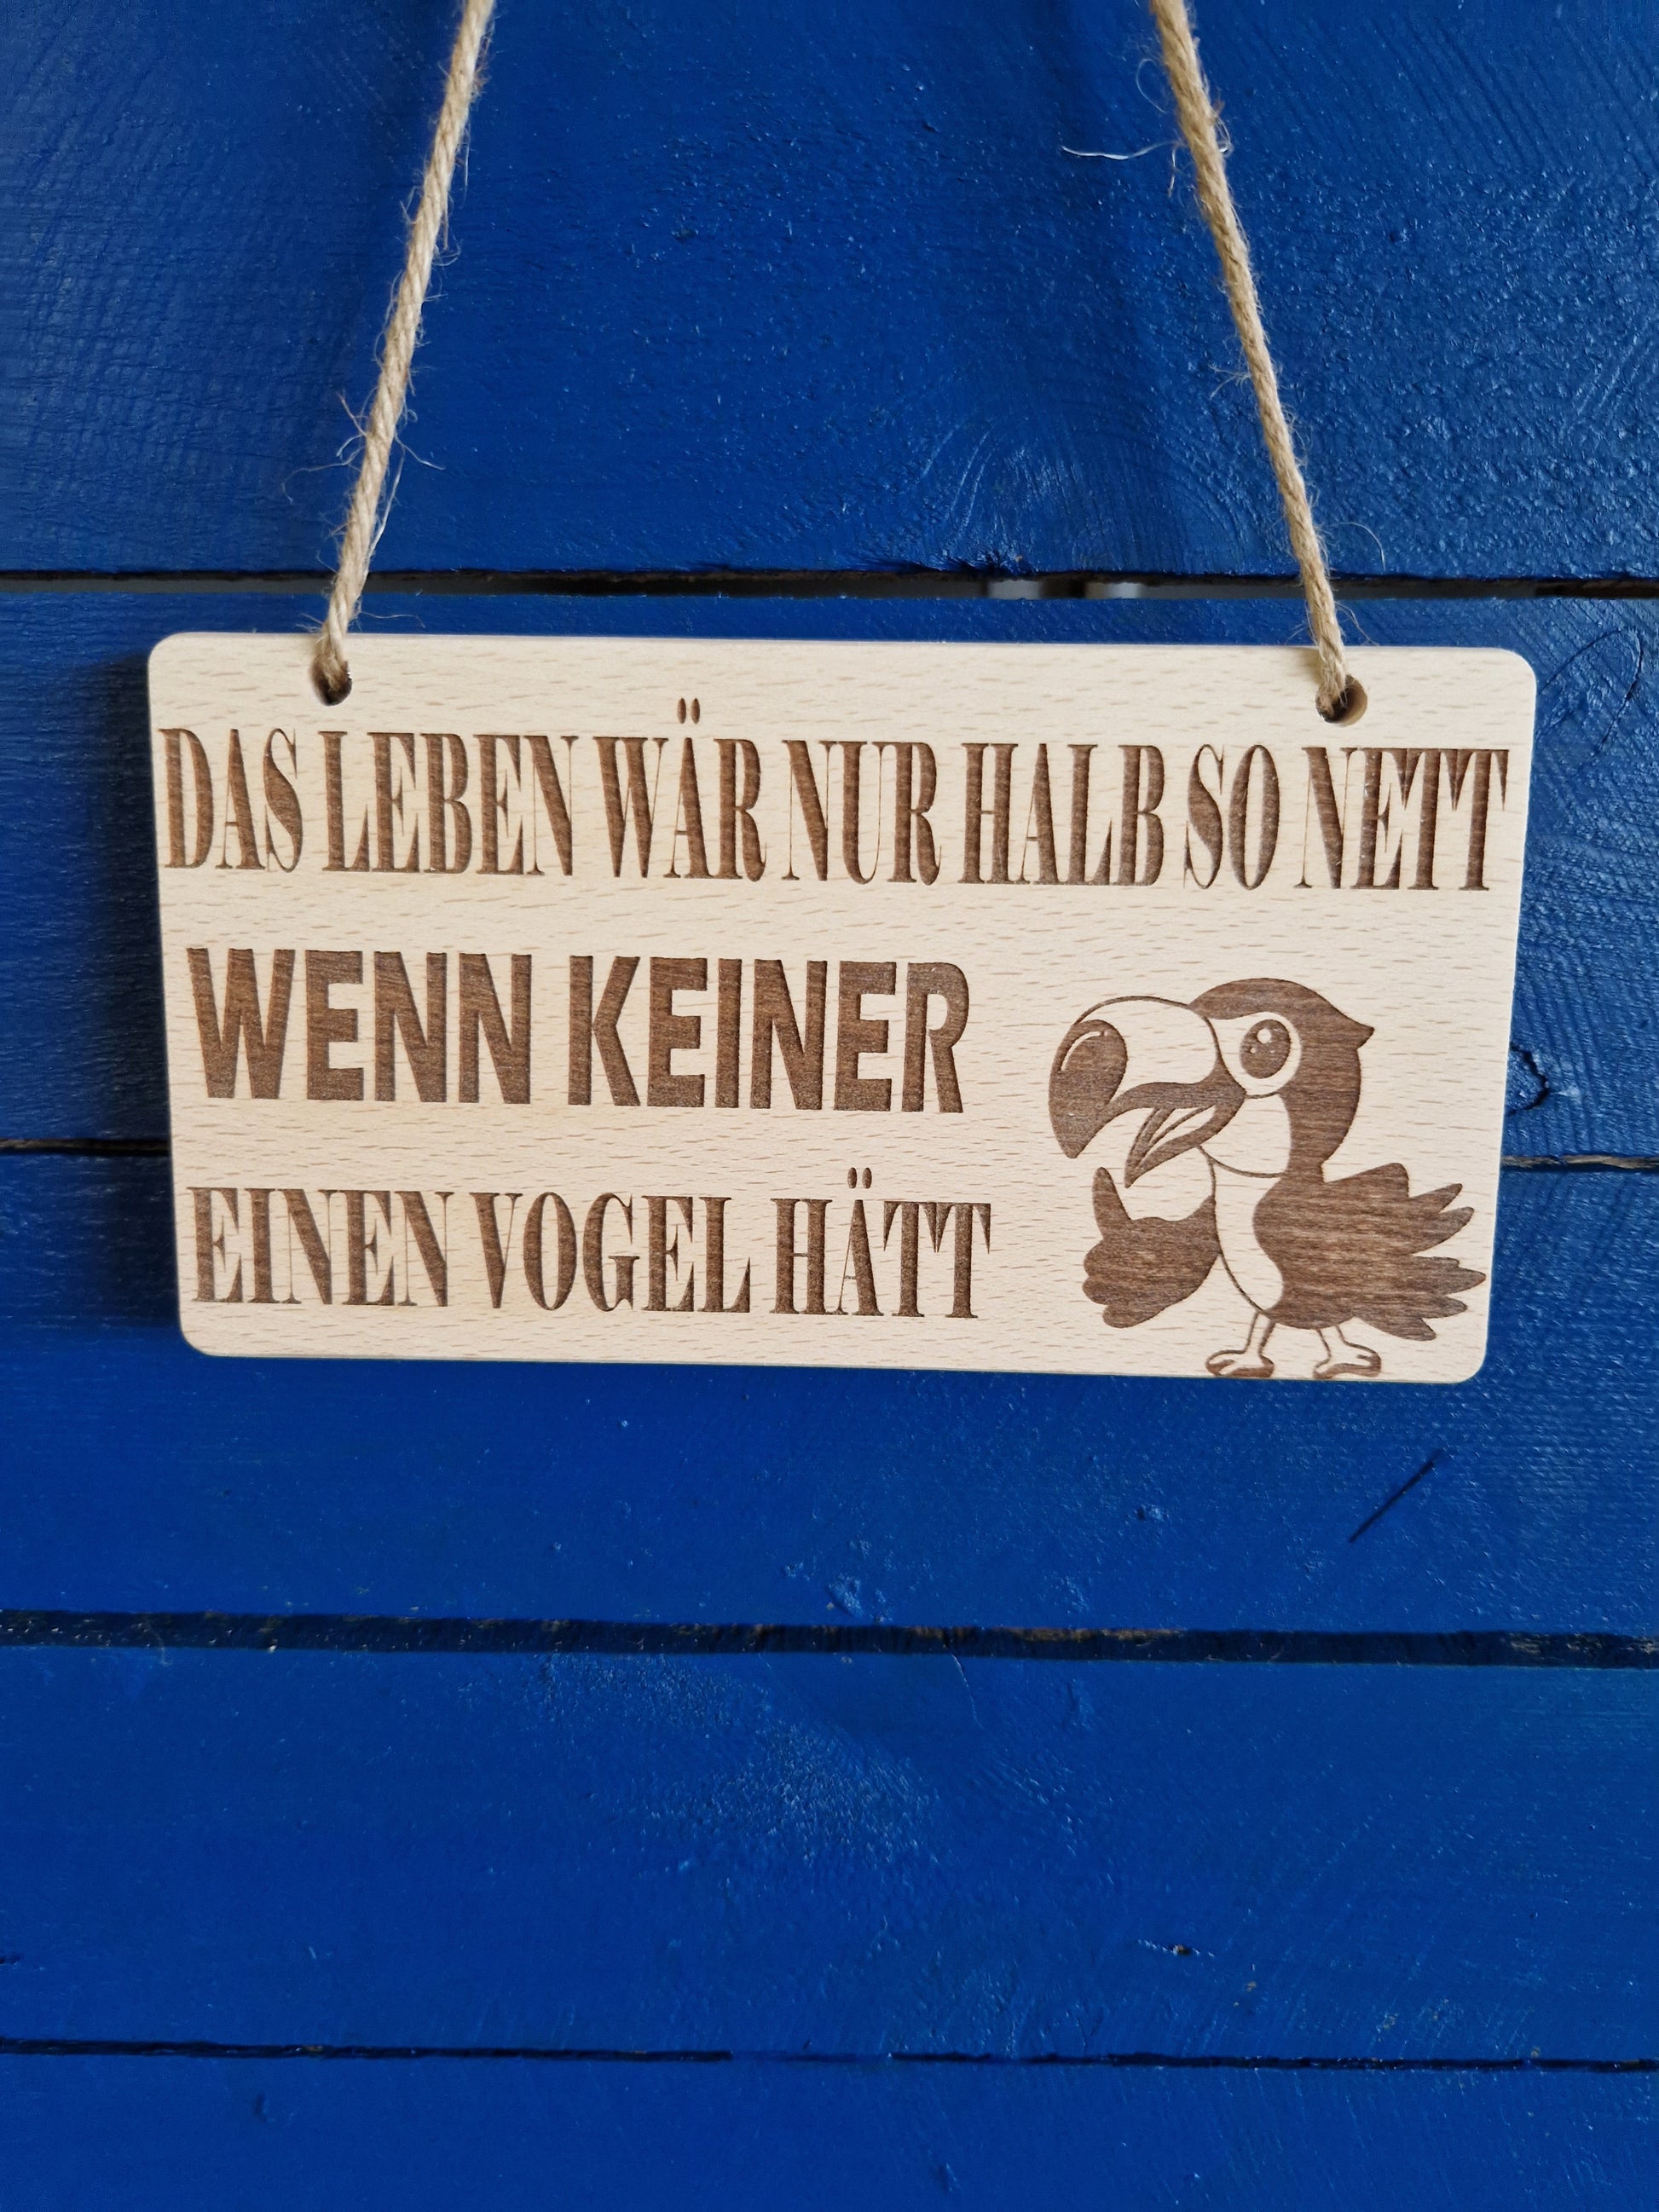 DAS LEBEN WÄR NUR HALB SO NETT
WENN KEINER
EINEN VOGEL HÄTT